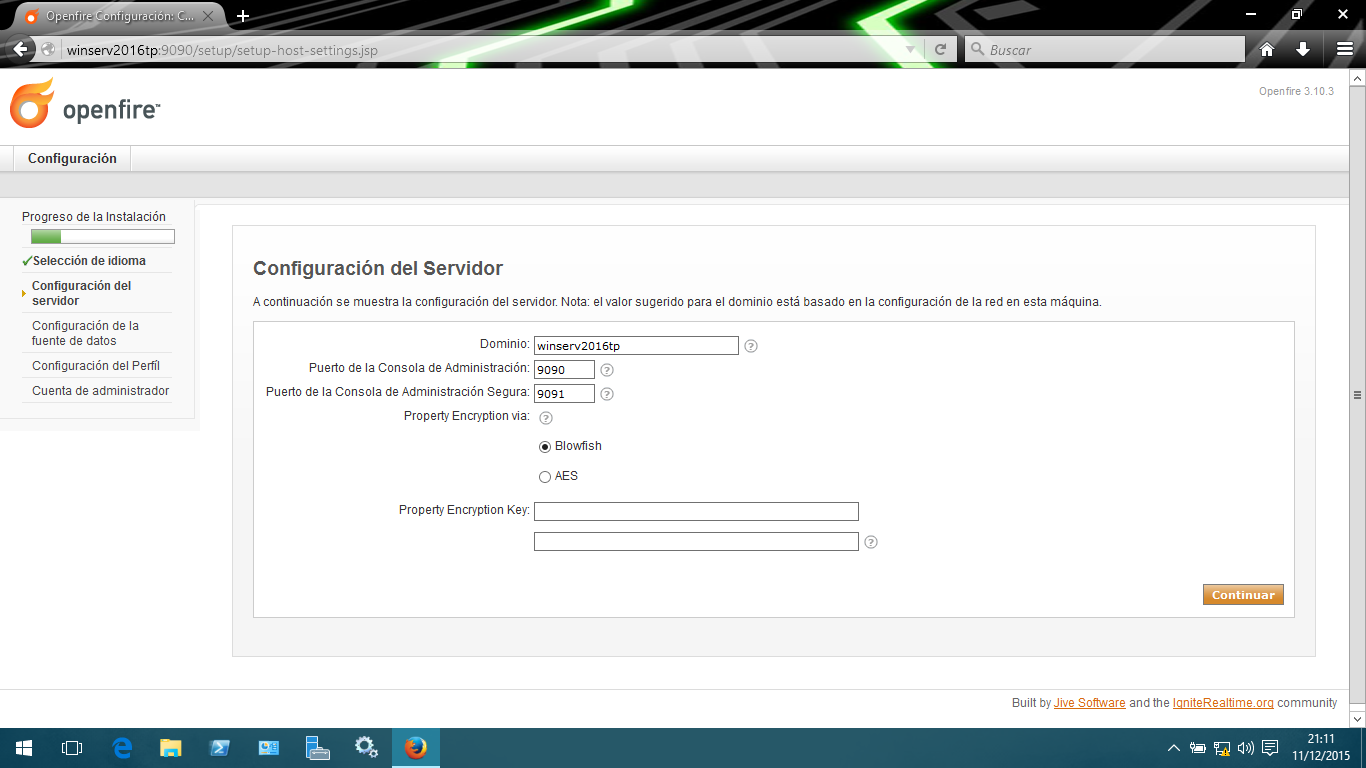 Openfire Configuración: C...
winserv2016tp:9090/setup/setup-host-settings.jsp
Buscar
openfire™
Openfire 3.10.3
Configuración
Progreso de la Instalación
Selección de idioma
Configuración del
servidor
Configuración de la
fuente de datos
Configuración del Perfíl
Cuenta de administrador
Configuración del Servidor
A continuación se muestra la configuración del servidor. Nota: el valor sugerido para el dominio está basado en la configuración de la red en esta máquina.
Dominio: winserv2016tp
Puerto de la Consola de Administración: 9090
Puerto de la Consola de Administración Segura: 9091
Property Encryption via:
Blowfish
AES
Property Encryption Key:
Continuar
Built by Jive Software and the IgniteRealtime.org community
21:11
11/12/2015